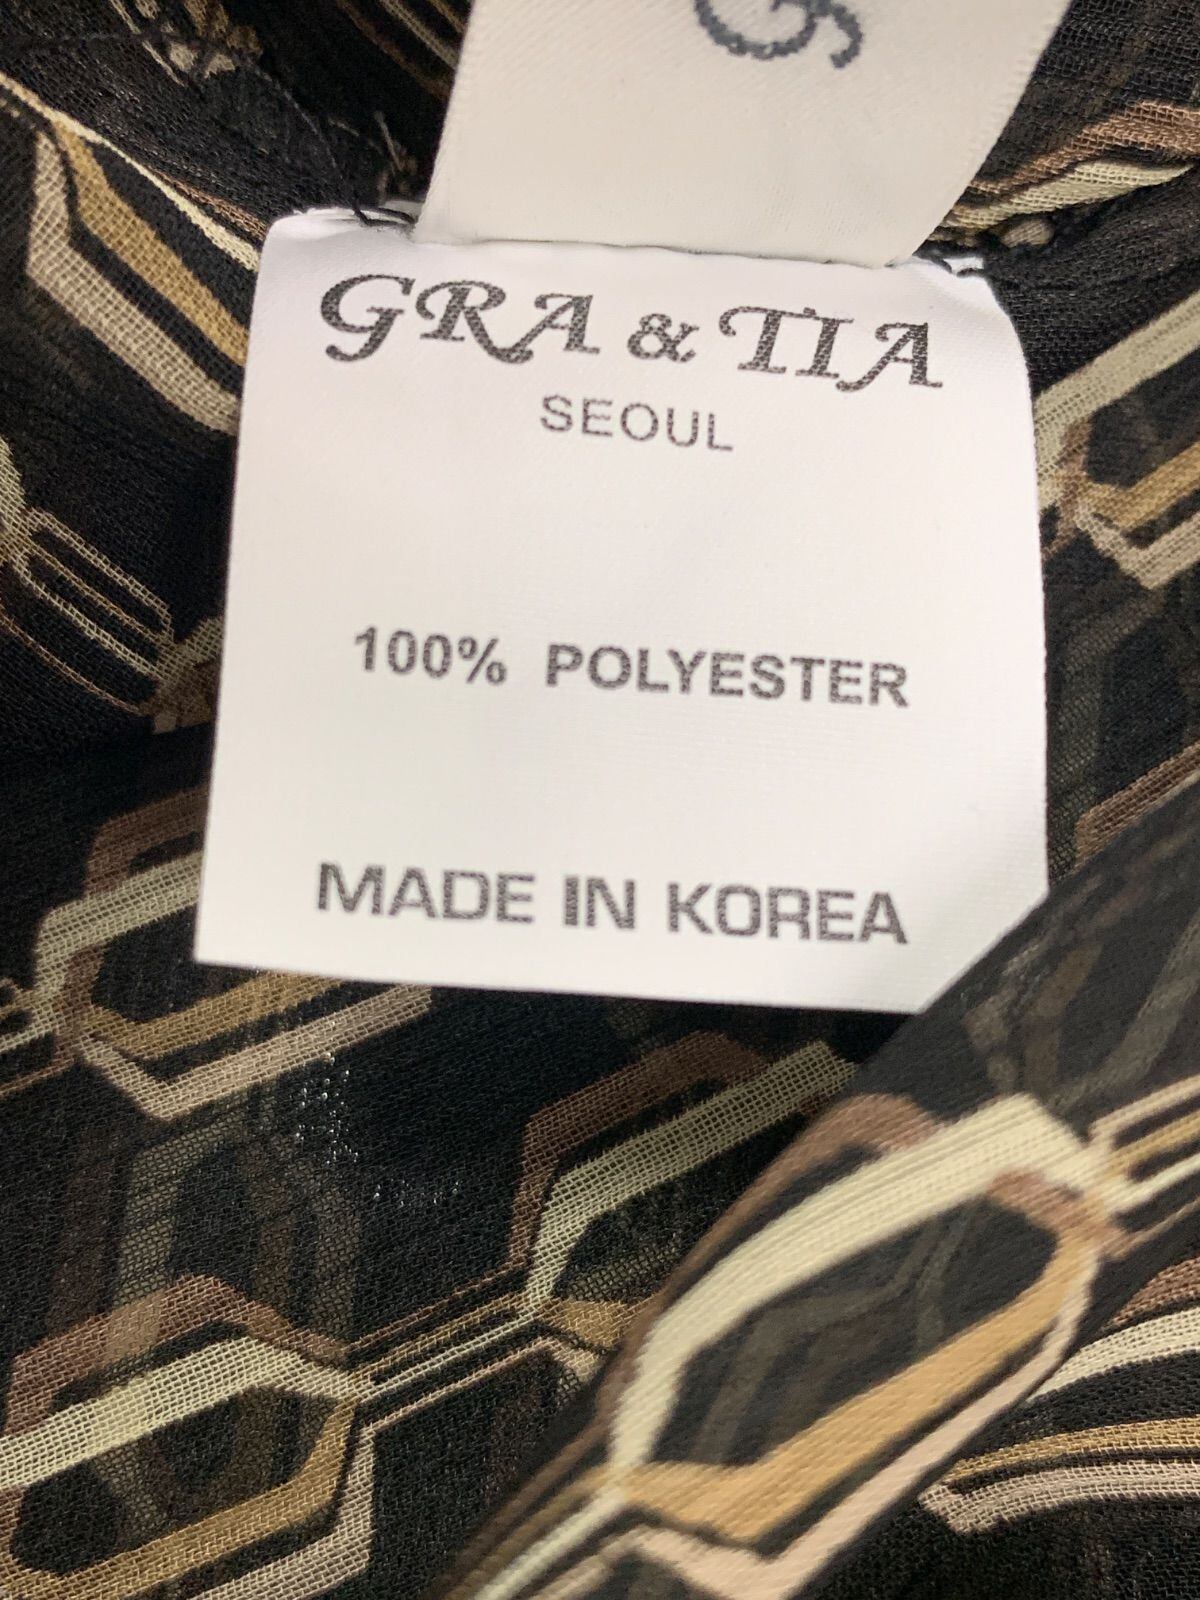 GRA & TIA
SEOUL
100% POLYESTER
MADE IN KOREA